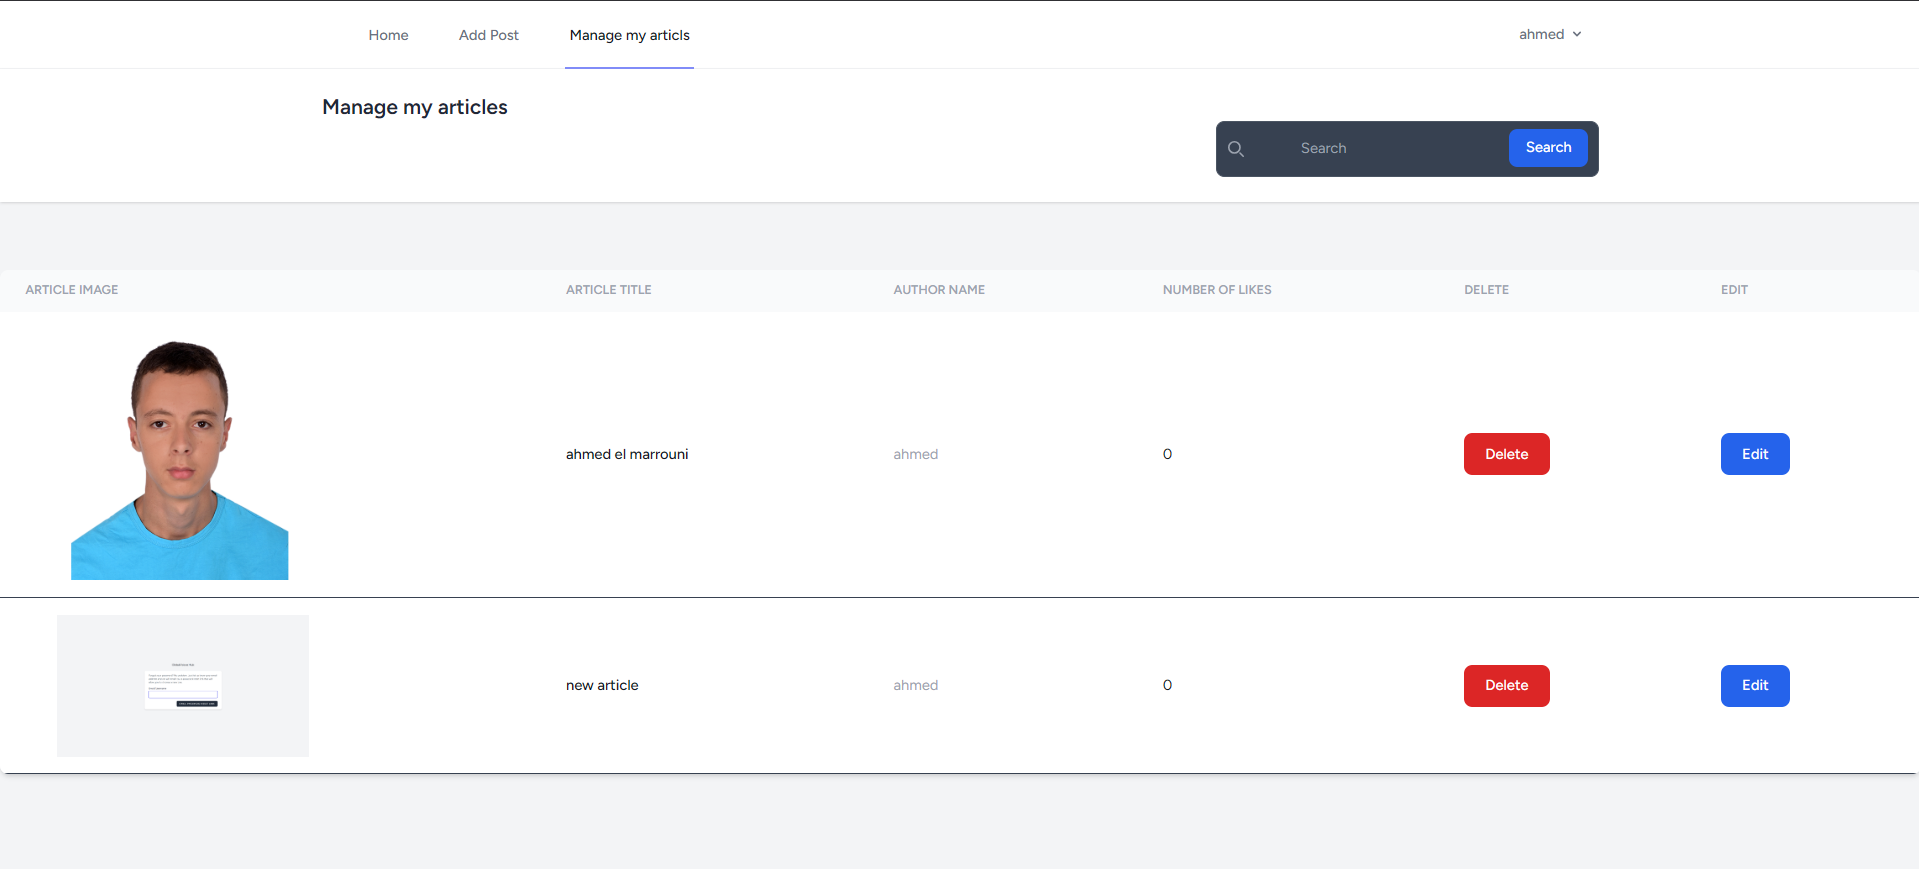 Home Add Post Manage my articls ahmed
Manage my articles
Search Search
ARTICLE IMAGE ARTICLE TITLE AUTHOR NAME NUMBER OF LIKES DELETE EDIT
ahmed el marrouni ahmed 0 Delete Edit
new article ahmed 0 Delete Edit